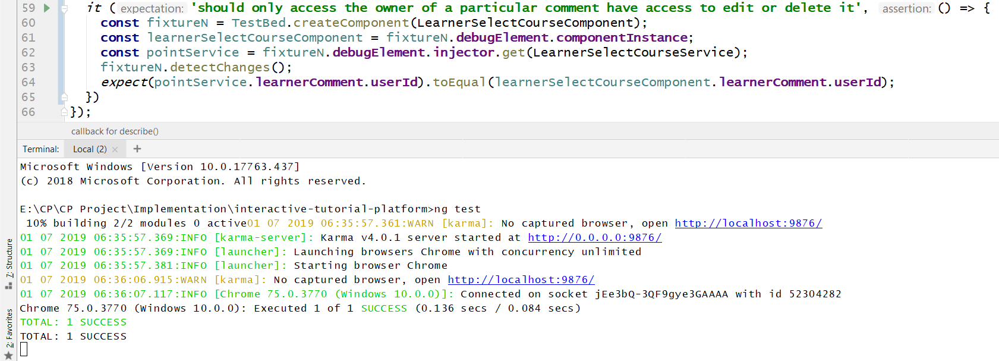 59 it ( expectation: 'should only access the owner of a particular comment have access to edit or delete it', assertion: () => {
60 const fixtureN = TestBed.createComponent(LearnerSelectCourseComponent);
61 const learnerSelectCourseComponent = fixtureN.debugElement.componentInstance;
62 const pointService = fixtureN.debugElement.injector.get(LearnerSelectCourseService);
63 fixtureN.detectChanges();
64 expect(pointService.learnerComment.userId).toEqual(learnerSelectCourseComponent.learnerComment.userId);
65 })
66 });
callback for describe()
Terminal: Local (2) × +
Microsoft Windows [Version 10.0.17763.437]
(c) 2018 Microsoft Corporation. All rights reserved.
E:\CP\CP Project\Implementation\interactive-tutorial-platform>ng test
10% building 2/2 modules 0 active01 07 2019 06:35:57.361:WARN [karma]: No captured browser, open http://localhost:9876/
01 07 2019 06:35:57.369:INFO [karma-server]: Karma v4.0.1 server started at http://0.0.0.0:9876/
01 07 2019 06:35:57.369:INFO [launcher]: Launching browsers Chrome with concurrency unlimited
01 07 2019 06:35:57.381:INFO [launcher]: Starting browser Chrome
01 07 2019 06:36:06.915:WARN [karma]: No captured browser, open http://localhost:9876/
01 07 2019 06:36:07.117:INFO [Chrome 75.0.3770 (Windows 10.0.0)]: Connected on socket jEe3bQ-3QF9gye3GAAAA with id 52304282
Chrome 75.0.3770 (Windows 10.0.0): Executed 1 of 1 SUCCESS (0.136 secs / 0.084 secs)
TOTAL: 1 SUCCESS
TOTAL: 1 SUCCESS
7: Structure
2: Favorites